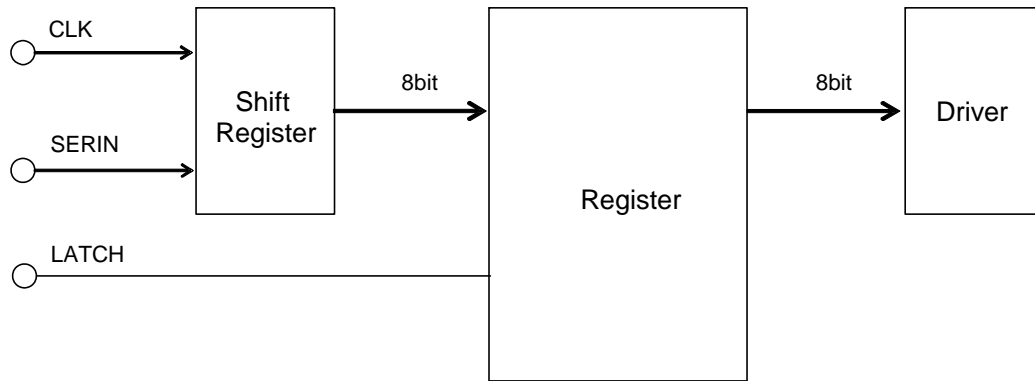 CLK
SERIN
LATCH
Shift
Register
8bit
Register
8bit
Driver